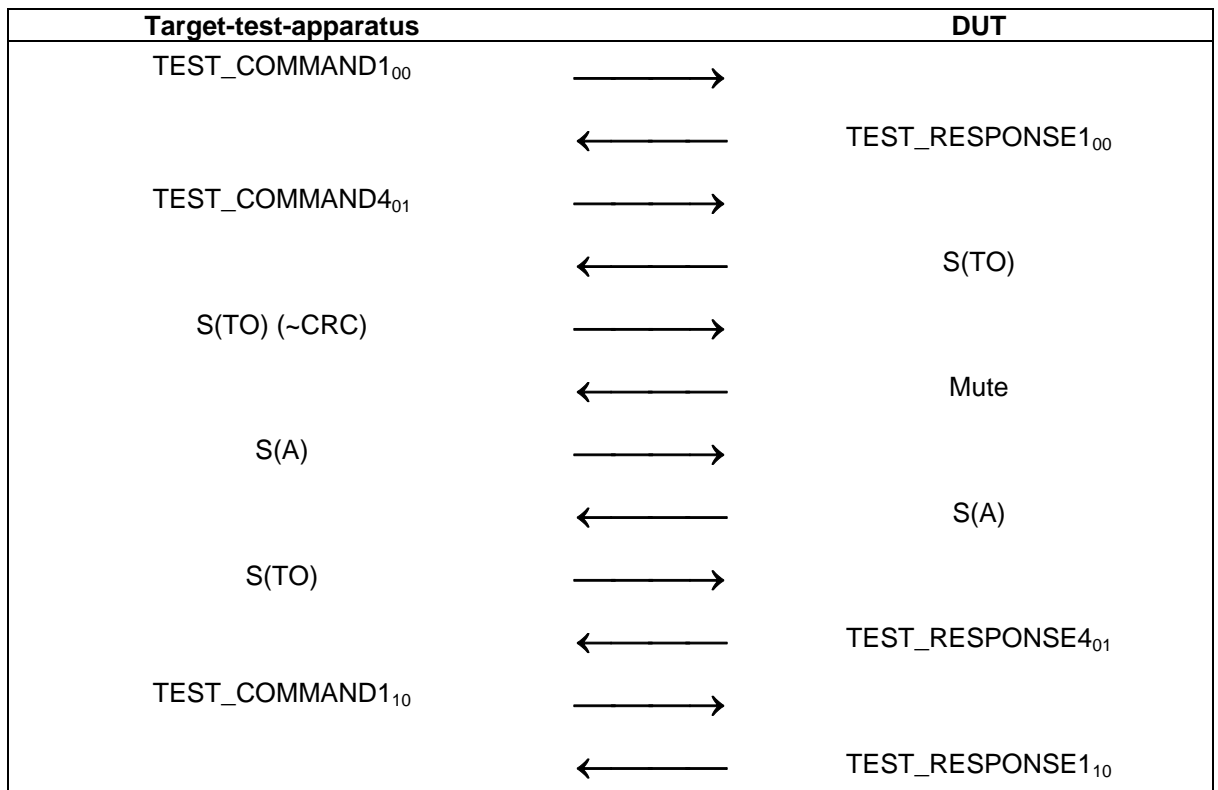 Target-test-apparatus DUT
TEST_COMMAND1₀₀
TEST_RESPONSE1₀₀
TEST_COMMAND4₀₁
S(TO)
S(TO) (~CRC)
Mute
S(A)
S(A)
S(TO)
TEST_RESPONSE4₀₁
TEST_COMMAND1₁₀
TEST_RESPONSE1₁₀